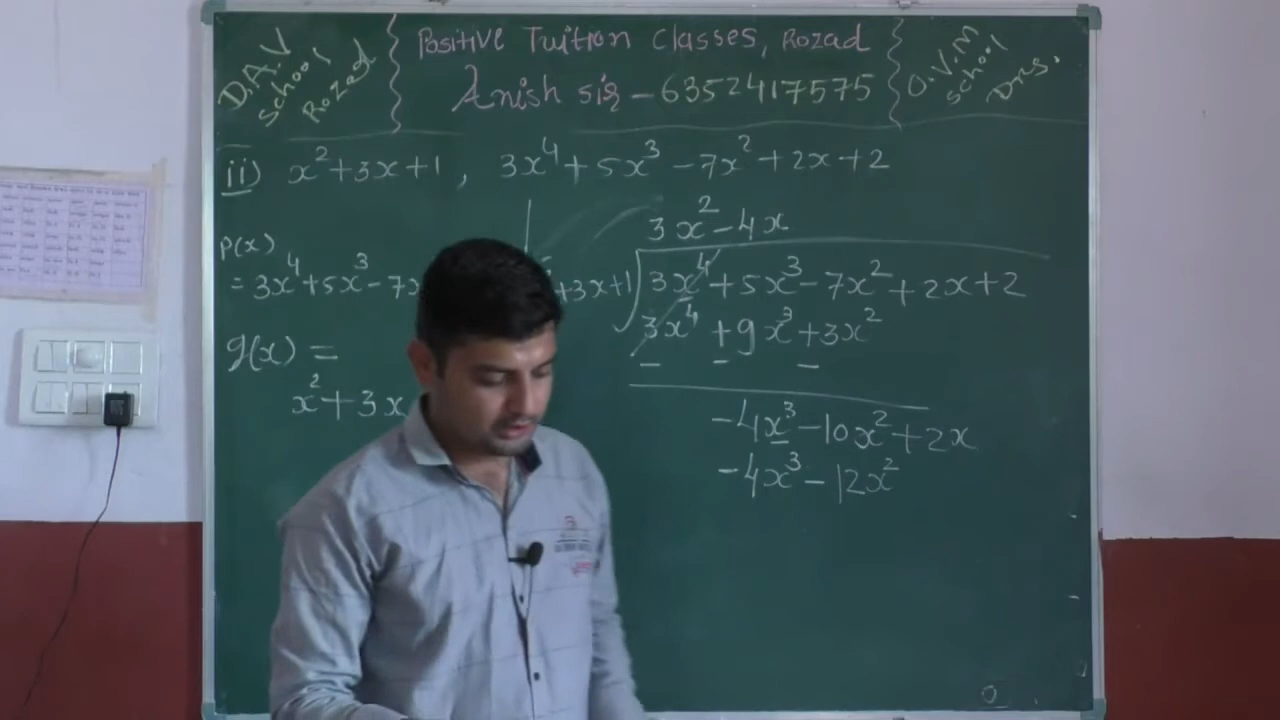 D.A.V School Rozad
Positive Tuition Classes, Rozad
Anish sir - 6352417575
O.V.M School Drs.
ii) x² + 3x + 1 , 3x⁴ + 5x³ - 7x² + 2x + 2
3x² - 4x
P(x)
= 3x⁴ + 5x³ - 7x
+3x+1) 3x⁴ + 5x³ - 7x² + 2x + 2
3x⁴ + 9x³ + 3x²
- - -
g(x) =
x² + 3x
-4x³ - 10x² + 2x
-4x³ - 12x²